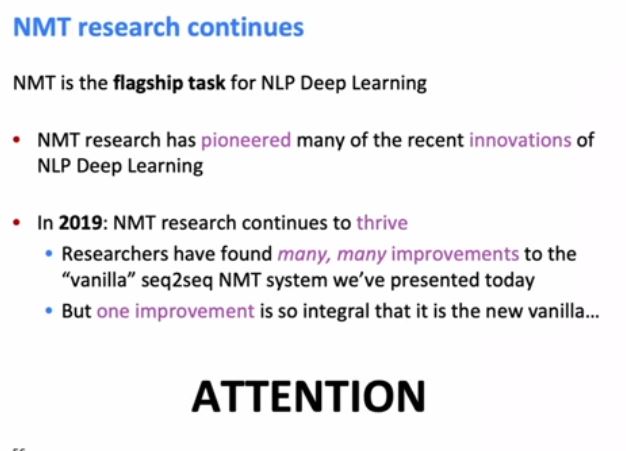 NMT research continues
NMT is the flagship task for NLP Deep Learning
• NMT research has pioneered many of the recent innovations of
NLP Deep Learning
• In 2019: NMT research continues to thrive
• Researchers have found many, many improvements to the
“vanilla” seq2seq NMT system we’ve presented today
• But one improvement is so integral that it is the new vanilla...
ATTENTION